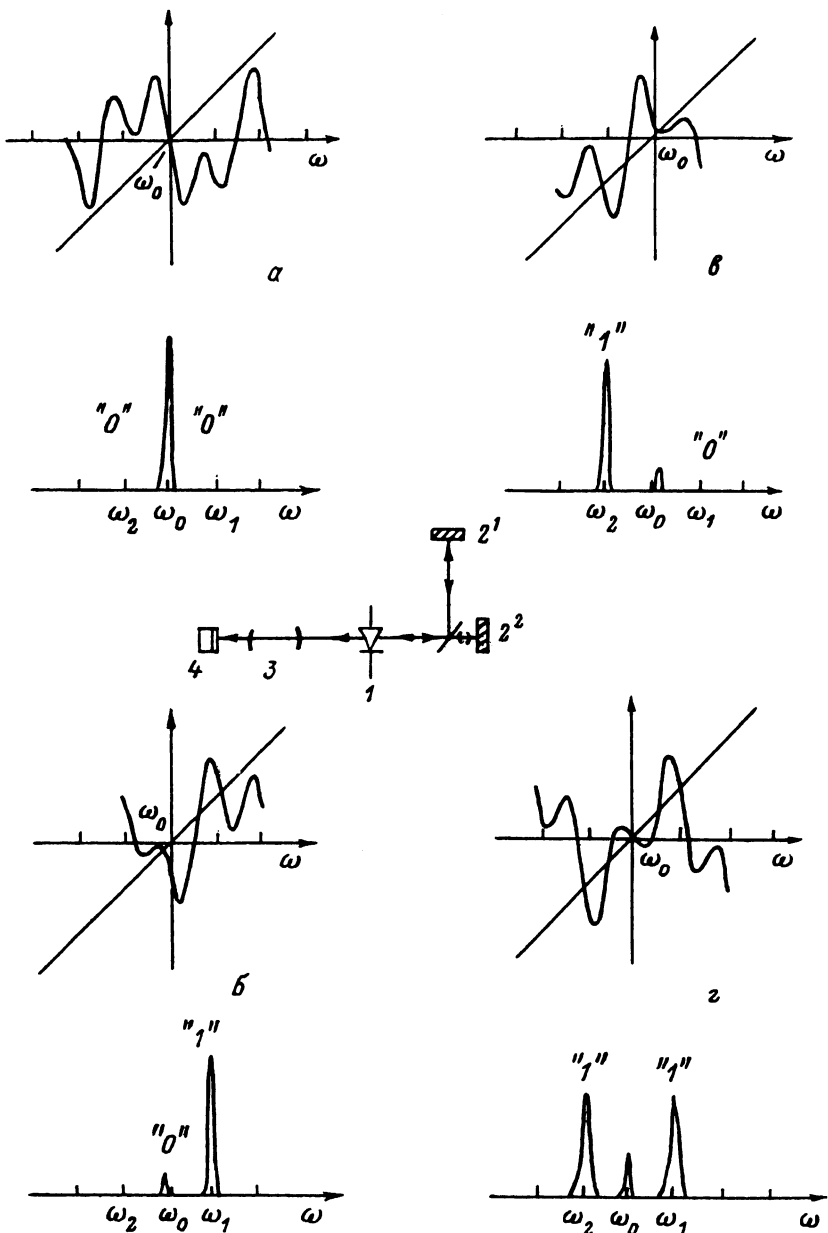 ω
ω₀
а
ω
ω₀
в
"0" "0"
ω₂ ω₀ ω₁ ω
"1"
"0"
ω₂ ω₀ ω₁ ω
2¹
2²
4 3
1
ω₀
ω
б
ω₀
ω
г
"1"
"0"
ω₂ ω₀ ω₁ ω
"1" "1"
ω₂ ω₀ ω₁ ω